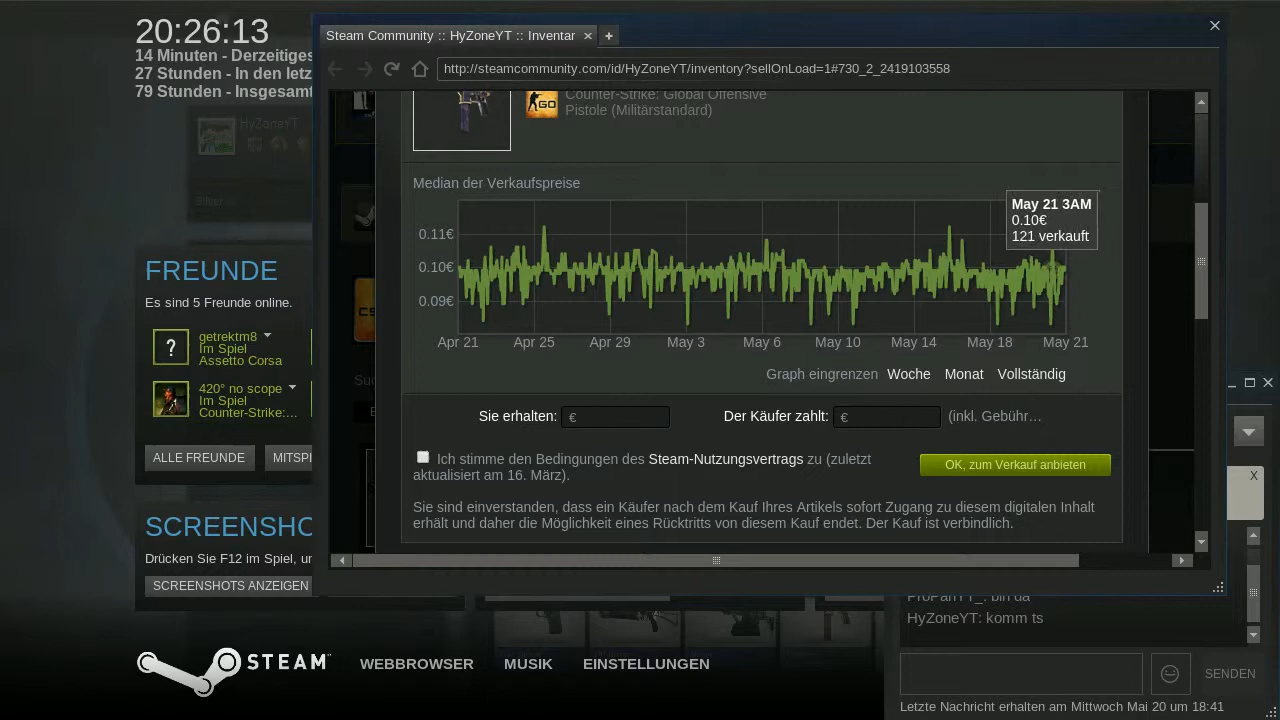 20:26:13
14 Minuten - Derzeitiges
27 Stunden - In den letz
79 Stunden - Insgesamt
HyZoneYT
FREUNDE
Es sind 5 Freunde online.
getrektm8
Im Spiel
Assetto Corsa
420° no scope
Im Spiel
Counter-Strike:...
ALLE FREUNDE
MITSPI
SCREENSHO
Drücken Sie F12 im Spiel, un
SCREENSHOTS ANZEIGEN
Steam Community :: HyZoneYT :: Inventar
http://steamcommunity.com/id/HyZoneYT/inventory?sellOnLoad=1#730_2_2419103558
GO
Counter-Strike: Global Offensive
Pistole (Militärstandard)
Median der Verkaufspreise
May 21 3AM
0.10€
121 verkauft
0.11€
0.10€
0.09€
Apr 21 Apr 25 Apr 29 May 3 May 6 May 10 May 14 May 18 May 21
Graph eingrenzen Woche Monat Vollständig
Sie erhalten: € Der Käufer zahlt: € (inkl. Gebühr…
Ich stimme den Bedingungen des Steam-Nutzungsvertrags zu (zuletzt
aktualisiert am 16. März).
OK, zum Verkauf anbieten
Sie sind einverstanden, dass ein Käufer nach dem Kauf Ihres Artikels sofort Zugang zu diesem digitalen Inhalt
erhält und daher die Möglichkeit eines Rücktritts von diesem Kauf endet. Der Kauf ist verbindlich.
X
HyZoneYT: komm ts
SENDEN
Letzte Nachricht erhalten am Mittwoch Mai 20 um 18:41
STEAM™
WEBBROWSER MUSIK EINSTELLUNGEN